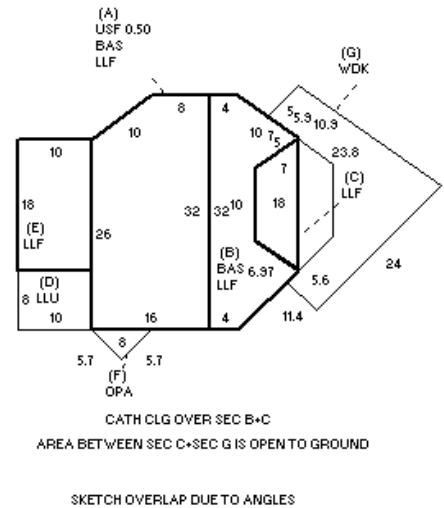 (A)
USF 0.50
BAS
LLF
(G)
WDK
8
4
5
5.9
10.9
10
10
10
7
5
23.8
7
(C)
LLF
18
(E)
LLF
26
32
32
10
18
24
(B)
BAS
LLF
6.97
(D)
LLU
8
10
16
4
5.6
11.4
8
5.7
5.7
(F)
OPA
CATH CLG OVER SEC B+C
AREA BETWEEN SEC C+SEC G IS OPEN TO GROUND
SKETCH OVERLAP DUE TO ANGLES